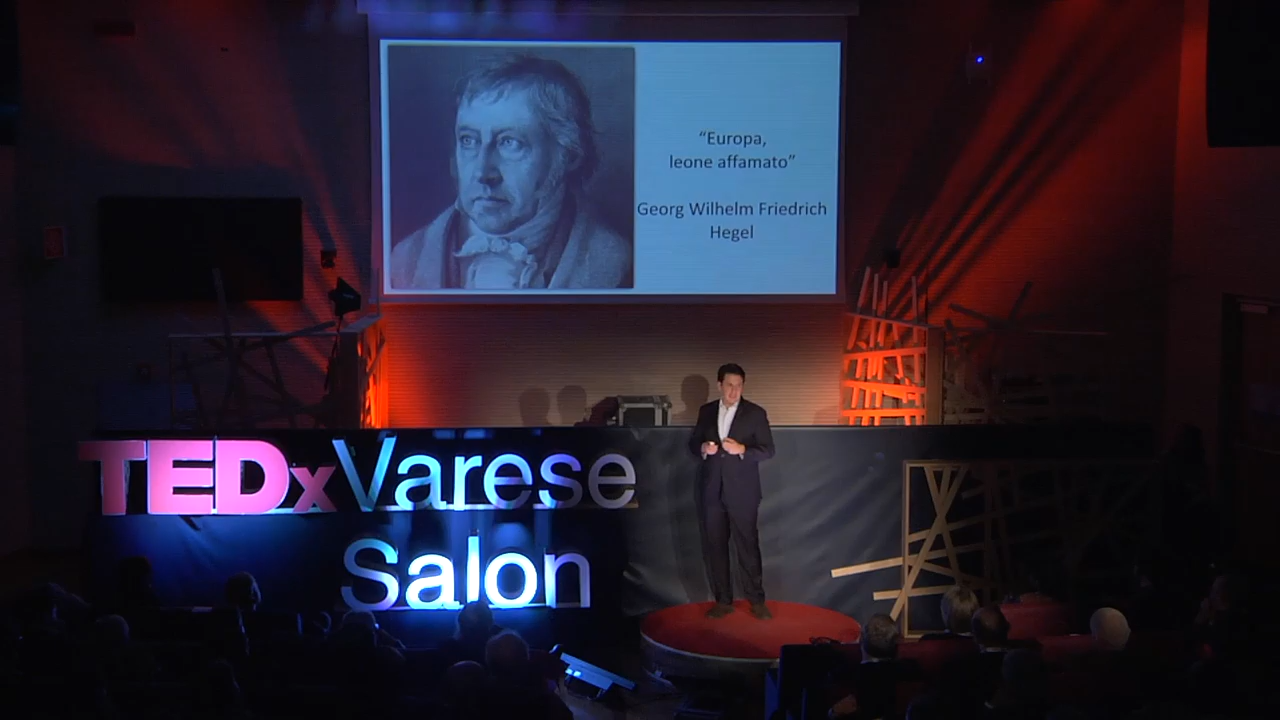 “Europa,
leone affamato”
Georg Wilhelm Friedrich
Hegel
TEDxVarese
Salon